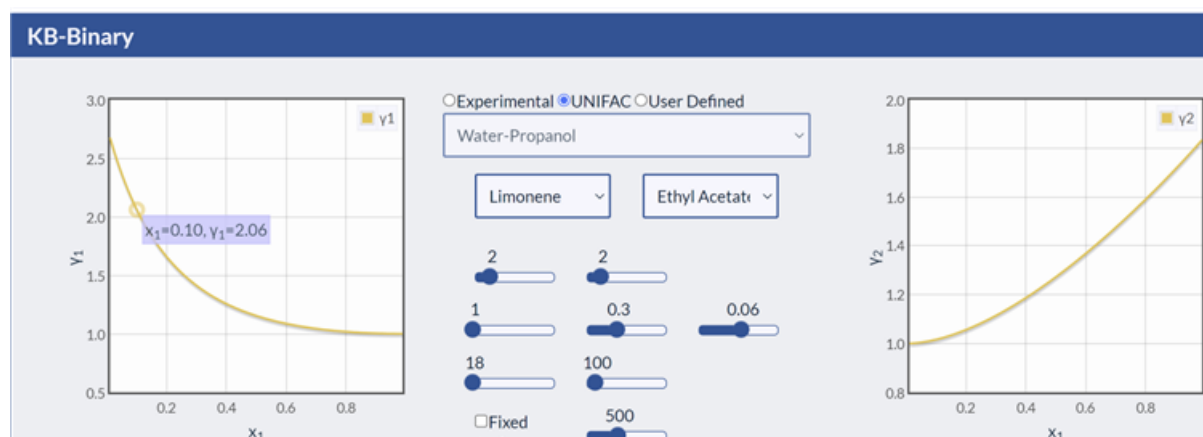 KB-Binary
3.0
2.5
2.0
1.5
1.0
0.5
γ1
γ1
x1=0.10, γ1=2.06
0.2 0.4 0.6 0.8
x1
Experimental UNIFAC User Defined
Water-Propanol
Limonene
Ethyl Acetate
2 2
1 0.3 0.06
18 100
Fixed 500
2.0
1.8
1.6
1.4
1.2
1.0
0.8
γ2
γ2
0.2 0.4 0.6 0.8
x1